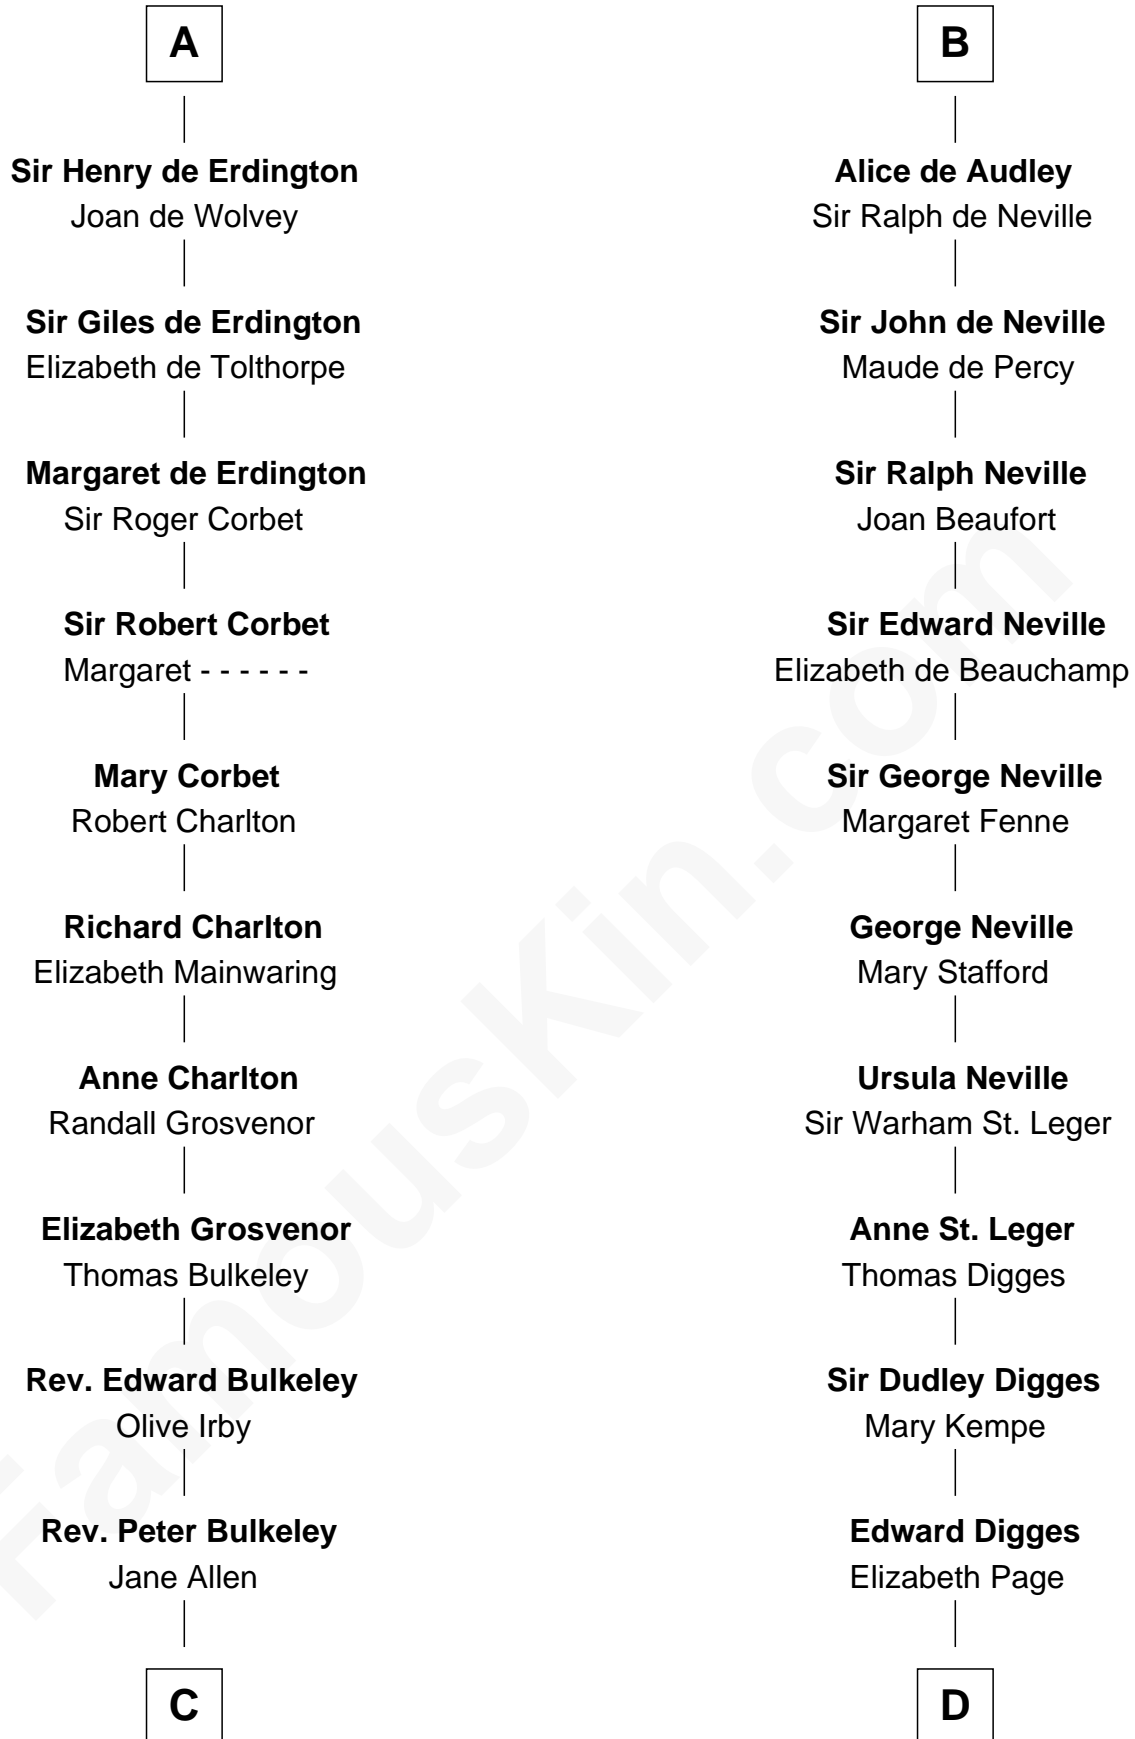 A
Sir Henry de Erdington
Joan de Wolvey
Sir Giles de Erdington
Elizabeth de Tolthorpe
Margaret de Erdington
Sir Roger Corbet
Sir Robert Corbet
Margaret - - - - - -
Mary Corbet
Robert Charlton
Richard Charlton
Elizabeth Mainwaring
Anne Charlton
Randall Grosvenor
Elizabeth Grosvenor
Thomas Bulkeley
Rev. Edward Bulkeley
Olive Irby
Rev. Peter Bulkeley
Jane Allen
C
B
Alice de Audley
Sir Ralph de Neville
Sir John de Neville
Maude de Percy
Sir Ralph Neville
Joan Beaufort
Sir Edward Neville
Elizabeth de Beauchamp
Sir George Neville
Margaret Fenne
George Neville
Mary Stafford
Ursula Neville
Sir Warham St. Leger
Anne St. Leger
Thomas Digges
Sir Dudley Digges
Mary Kempe
Edward Digges
Elizabeth Page
D
FamousKin.com